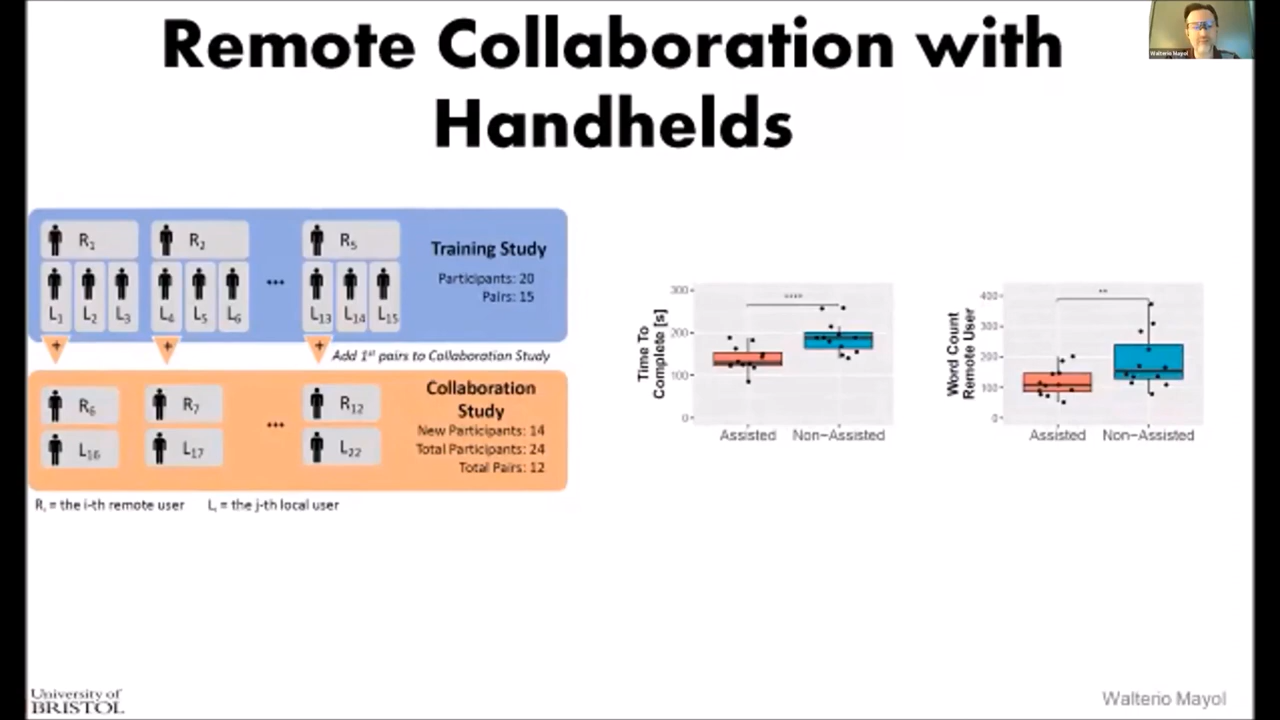 Remote Collaboration with
Handhelds
Walterio Mayol
R1
R2
R5
L1 L2 L3 L4 L5 L6 ... L13 L14 L15
Training Study
Participants: 20
Pairs: 15
+ + +
Add 1st pairs to Collaboration Study
R6
R7
R12
L16
L17
...
L22
Collaboration
Study
New Participants: 14
Total Participants: 24
Total Pairs: 12
Ri = the i-th remote user Li = the j-th local user
Time To
Complete [s]
300
200
100
0
****
Assisted Non-Assisted
Word Count
Remote User
400
300
200
100
0
**
Assisted Non-Assisted
University of
BRISTOL
Walterio Mayol